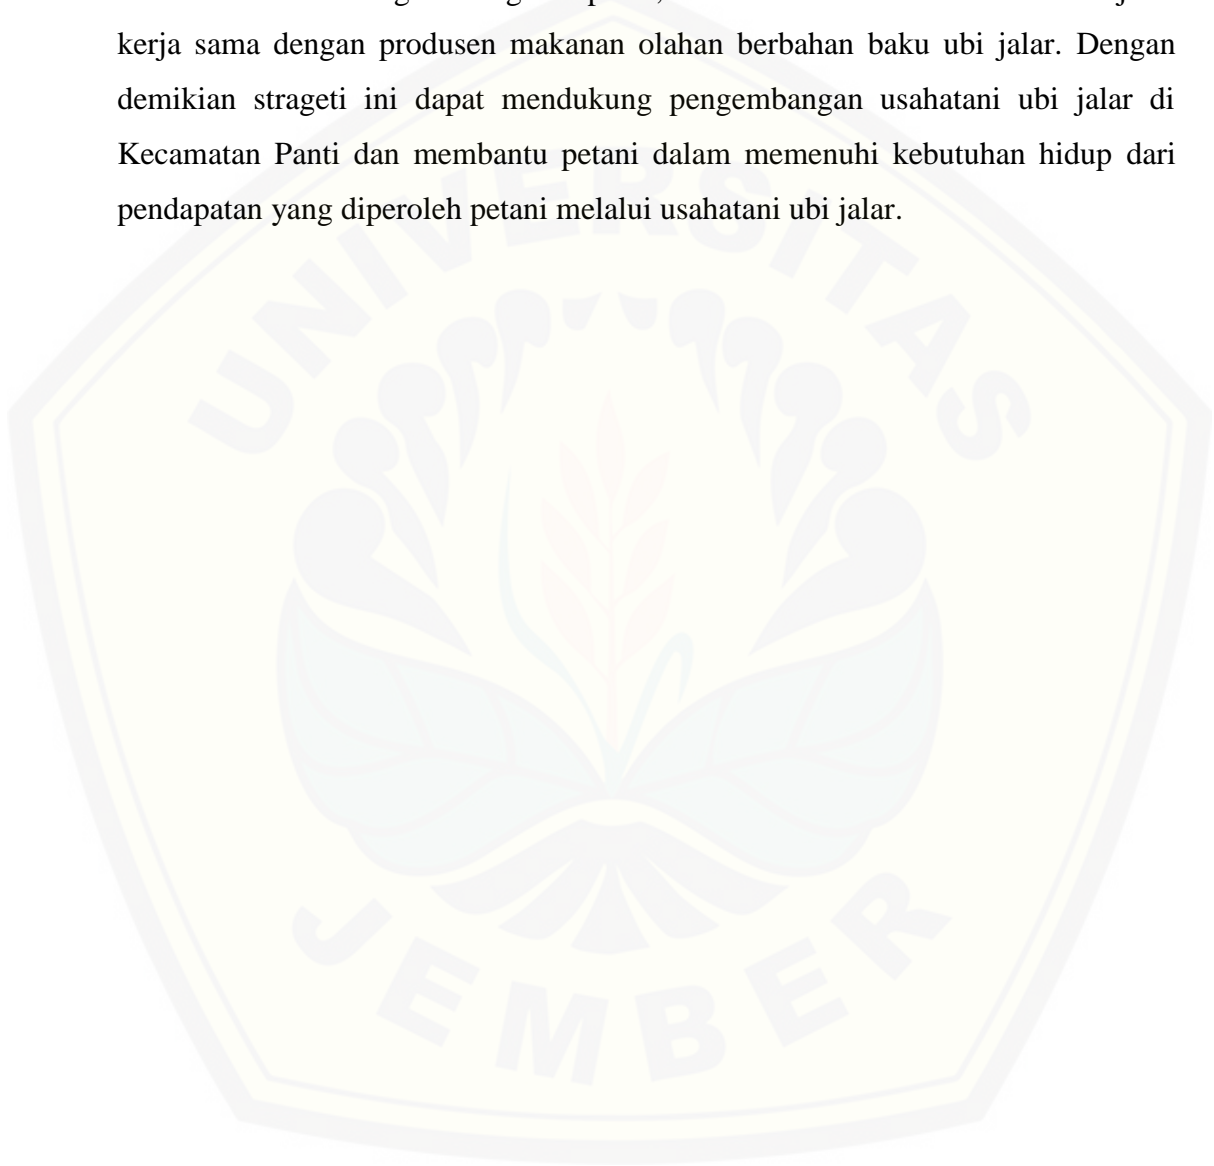 kerja sama dengan produsen makanan olahan berbahan baku ubi jalar. Dengan
demikian strageti ini dapat mendukung pengembangan usahatani ubi jalar di
Kecamatan Panti dan membantu petani dalam memenuhi kebutuhan hidup dari
pendapatan yang diperoleh petani melalui usahatani ubi jalar.
UNIVERSITAS
JEMBER